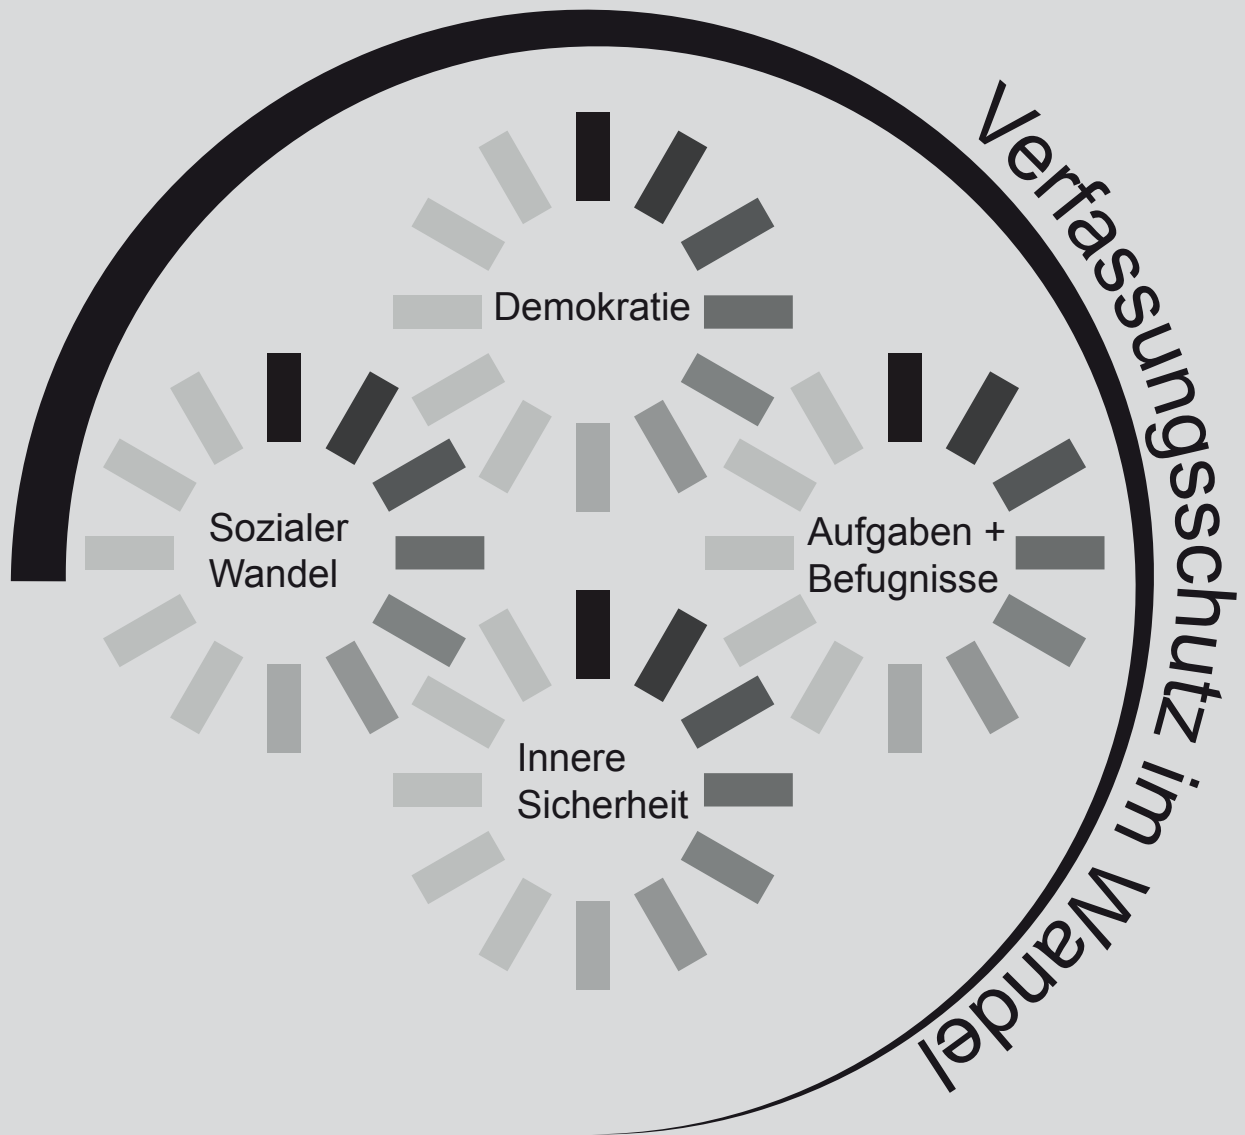 Verfassungsschutz im Wandel
Demokratie
Sozialer
Wandel
Aufgaben +
Befugnisse
Innere
Sicherheit